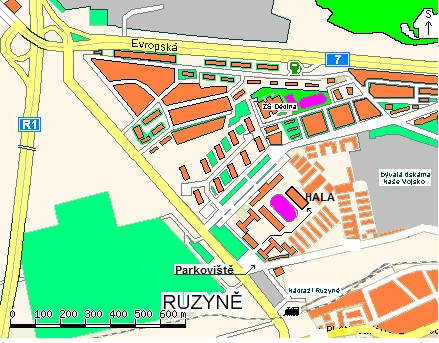 S
Evropská
7
ZŠ Dědina
R1
bývalá tiskárna
Naše Vojsko
HALA
Parkoviště
Nádraží Ruzyně
RUZYNĚ
0 100 200 300 400 500 600 m